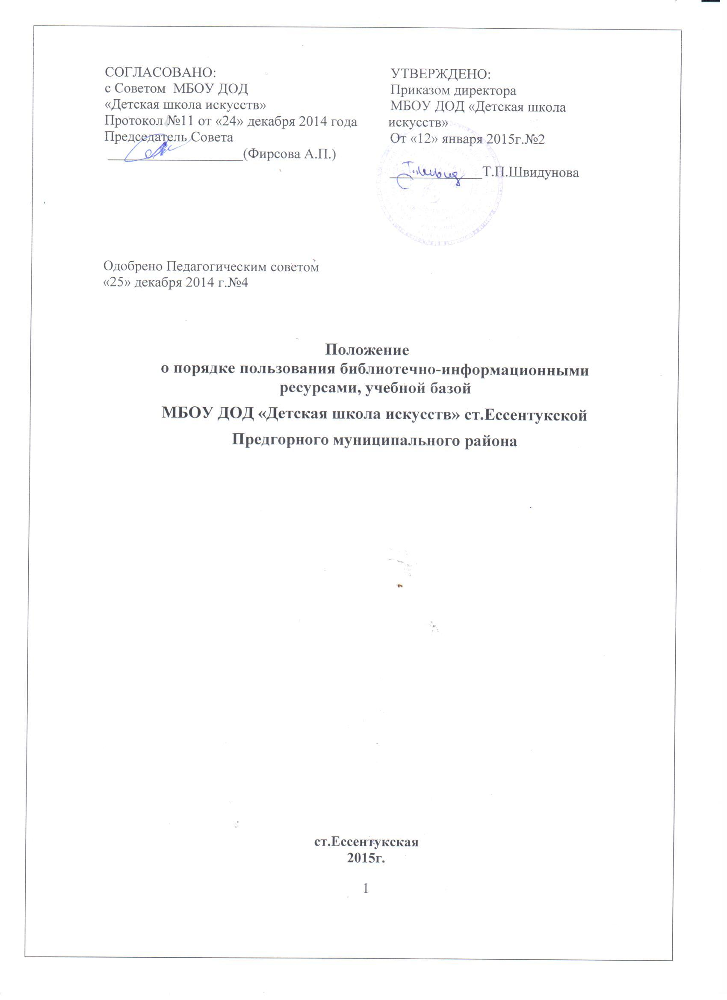 СОГЛАСОВАНО:
с Советом МБОУ ДОД
«Детская школа искусств»
Протокол №11 от «24» декабря 2014 года
Председатель Совета
____________________(Фирсова А.П.)
УТВЕРЖДЕНО:
Приказом директора
МБОУ ДОД «Детская школа
искусств»
От «12» января 2015г.№2
______________Т.П.Швидунова
Одобрено Педагогическим советом
«25» декабря 2014 г.№4
Положение
о порядке пользования библиотечно-информационными
ресурсами, учебной базой
МБОУ ДОД «Детская школа искусств» ст.Ессентукской
Предгорного муниципального района
ст.Ессентукская
2015г.
1